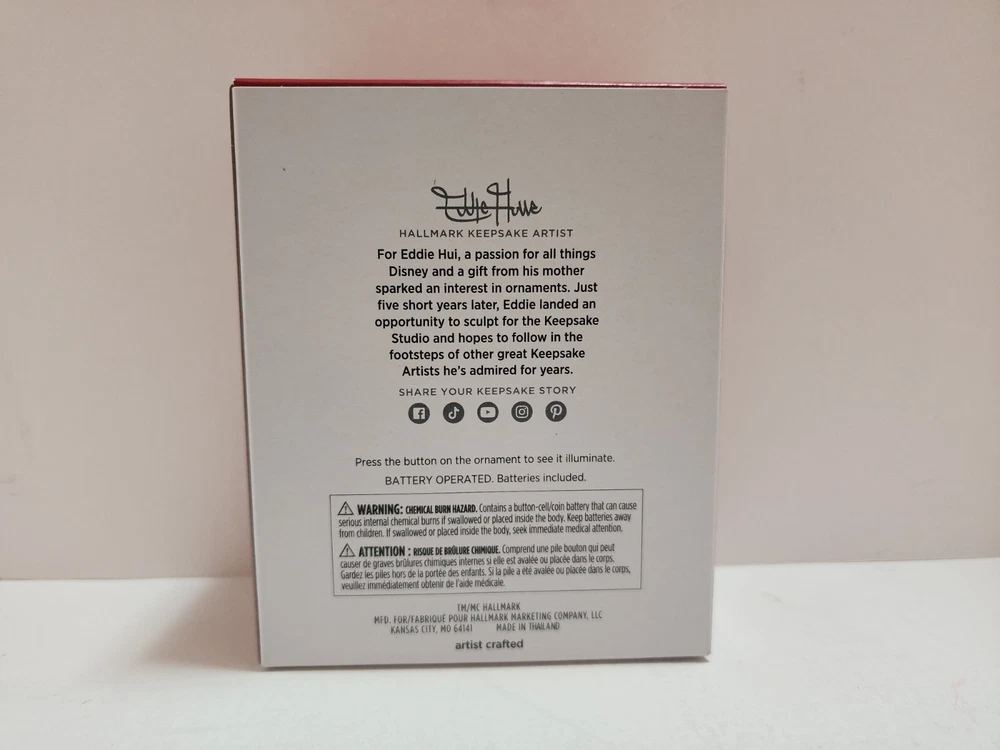 Eddie Hui
HALLMARK KEEPSAKE ARTIST
For Eddie Hui, a passion for all things
Disney and a gift from his mother
sparked an interest in ornaments. Just
five short years later, Eddie landed an
opportunity to sculpt for the Keepsake
Studio and hopes to follow in the
footsteps of other great Keepsake
Artists he's admired for years.
SHARE YOUR KEEPSAKE STORY
Press the button on the ornament to see it illuminate.
BATTERY OPERATED. Batteries included.
WARNING: CHEMICAL BURN HAZARD. Contains a button-cell/coin battery that can cause
serious internal chemical burns if swallowed or placed inside the body. Keep batteries away
from children. If swallowed or placed inside the body, seek immediate medical attention.
ATTENTION : RISQUE DE BRÛLURE CHIMIQUE. Comprend une pile bouton qui peut
causer de graves brûlures chimiques internes si elle est avalée ou placée dans le corps.
Gardez les piles hors de la portée des enfants. Si la pile a été avalée ou placée dans le corps,
veuillez immédiatement obtenir de l'aide médicale.
TM/MC HALLMARK
MFD. FOR/FABRIQUÉ POUR HALLMARK MARKETING COMPANY, LLC
KANSAS CITY, MO 64141 MADE IN THAILAND
artist crafted